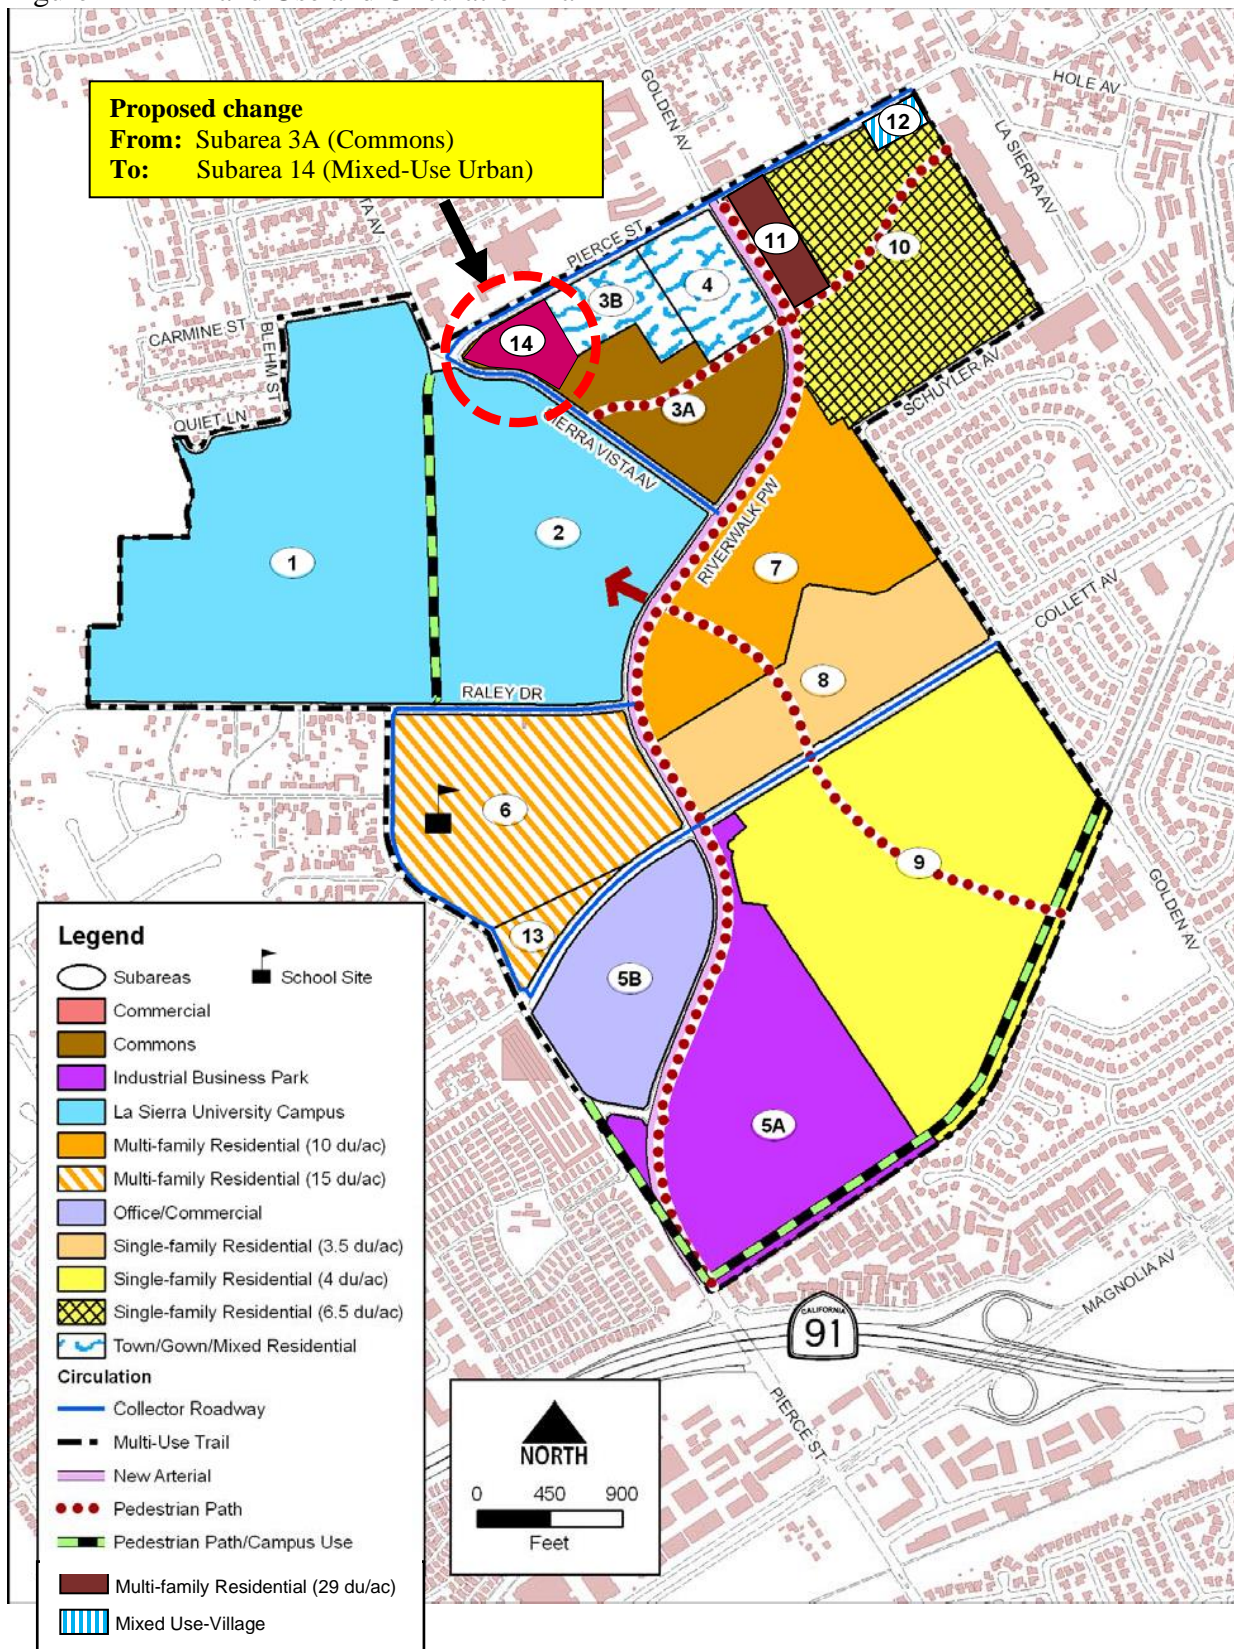 Proposed change
From: Subarea 3A (Commons)
To: Subarea 14 (Mixed-Use Urban)
GOLDEN AV
HOLE AV
LA SIERRA AV
12
PIERCE ST
11
10
4
3B
14
CARMINE ST
BLEHM ST
QUIET LN
SCHUYLER AV
3A
SIERRA VISTA AV
RIVERWALK PW
2
1
7
COLLETT AV
8
RALEY DR
6
9
GOLDEN AV
13
5B
5A
MAGNOLIA AV
CALIFORNIA
91
PIERCE ST
Legend
Subareas
School Site
Commercial
Commons
Industrial Business Park
La Sierra University Campus
Multi-family Residential (10 du/ac)
Multi-family Residential (15 du/ac)
Office/Commercial
Single-family Residential (3.5 du/ac)
Single-family Residential (4 du/ac)
Single-family Residential (6.5 du/ac)
Town/Gown/Mixed Residential
Circulation
Collector Roadway
Multi-Use Trail
New Arterial
Pedestrian Path
Pedestrian Path/Campus Use
Multi-family Residential (29 du/ac)
Mixed Use-Village
NORTH
0 450 900
Feet